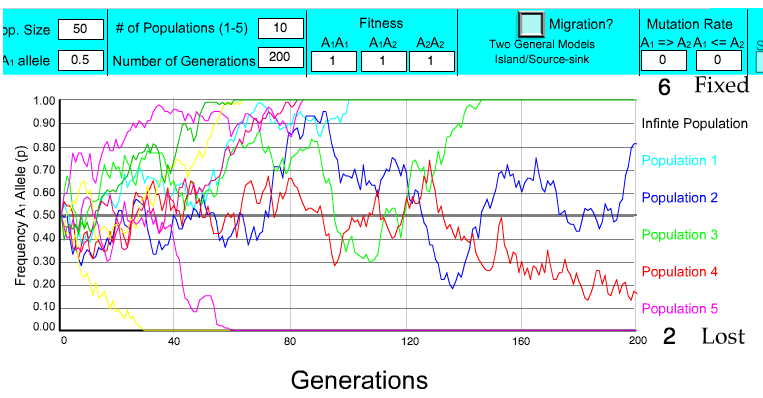 op. Size 50
# of Populations (1-5) 10
Fitness
Migration?
Mutation Rate
A1A1 A1A2 A2A2
Two General Models
A1 => A2 A1 <= A2
A1 allele 0.5
Number of Generations 200
1 1 1
Island/Source-sink
0 0
S
6 Fixed
1.00
0.90
0.80
0.70
0.60
0.50
0.40
0.30
0.20
0.10
0.00
Frequency A1 Allele (p)
Infinte Population
Population 1
Population 2
Population 3
Population 4
Population 5
2 Lost
0 40 80 120 160 200
Generations